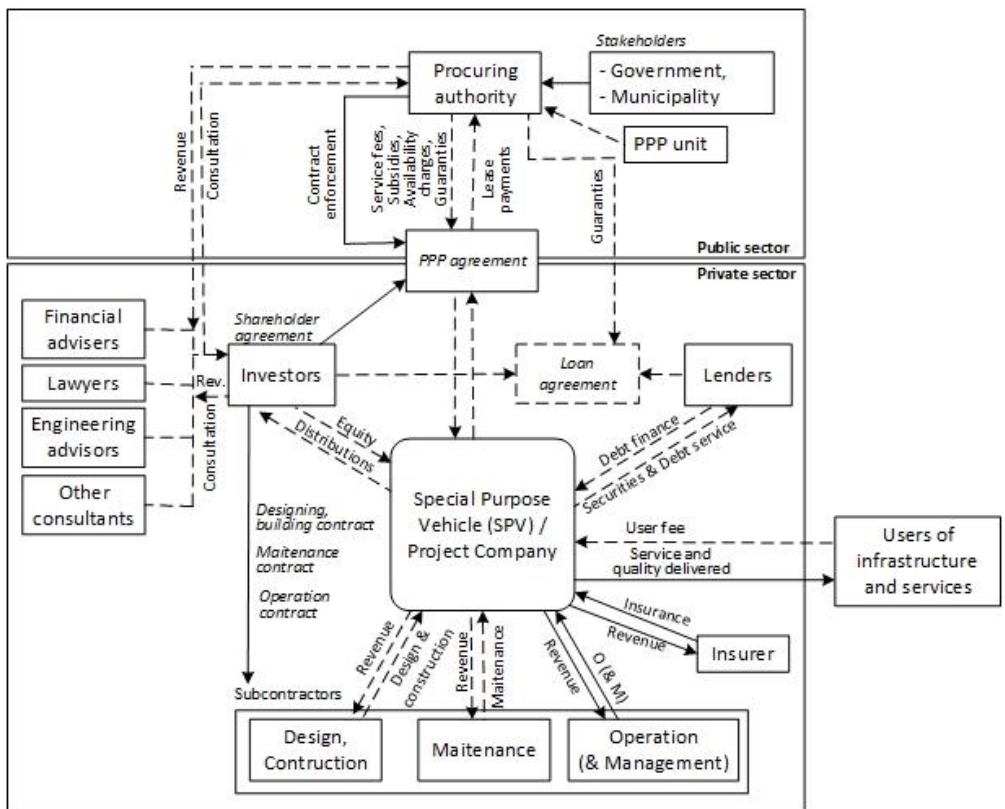 Stakeholders
Procuring
authority
- Government,
- Municipality
PPP unit
Revenue
Consultation
Contract
enforcement
Service fees,
Subsidies,
Availability
charges,
Guaranties
Lease
payments
Guaranties
Public sector
PPP agreement
Private sector
Financial
advisers
Lawyers
Engineering
advisors
Other
consultants
Shareholder
agreement
Investors
Rev.
Consultation
Loan
agreement
Lenders
Equity
Distributions
Debt finance
Securities & Debt service
Special Purpose
Vehicle (SPV) /
Project Company
Designing,
building contract
Maitenance
contract
Operation
contract
User fee
Service and
quality delivered
Users of
infrastructure
and services
Insurance
Revenue
Insurer
Revenue
Design &
construction
Revenue
Maitenance
Revenue
O (& M)
Subcontractors
Design,
Contruction
Maitenance
Operation
(& Management)